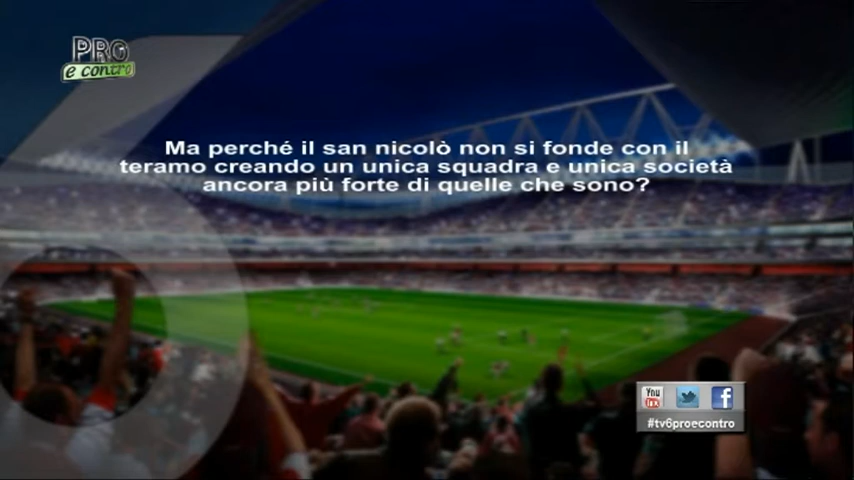 PRO
e contro
Ma perché il san nicolò non si fonde con il
teramo creando un unica squadra e unica società
ancora più forte di quelle che sono?
You
#tv6proecontro